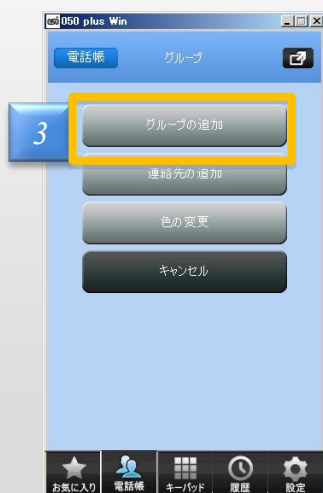 050 plus Win
電話帳 グループ
3
グループの追加
連絡先の追加
色の変更
キャンセル
お気に入り 電話帳 キーパッド 履歴 設定